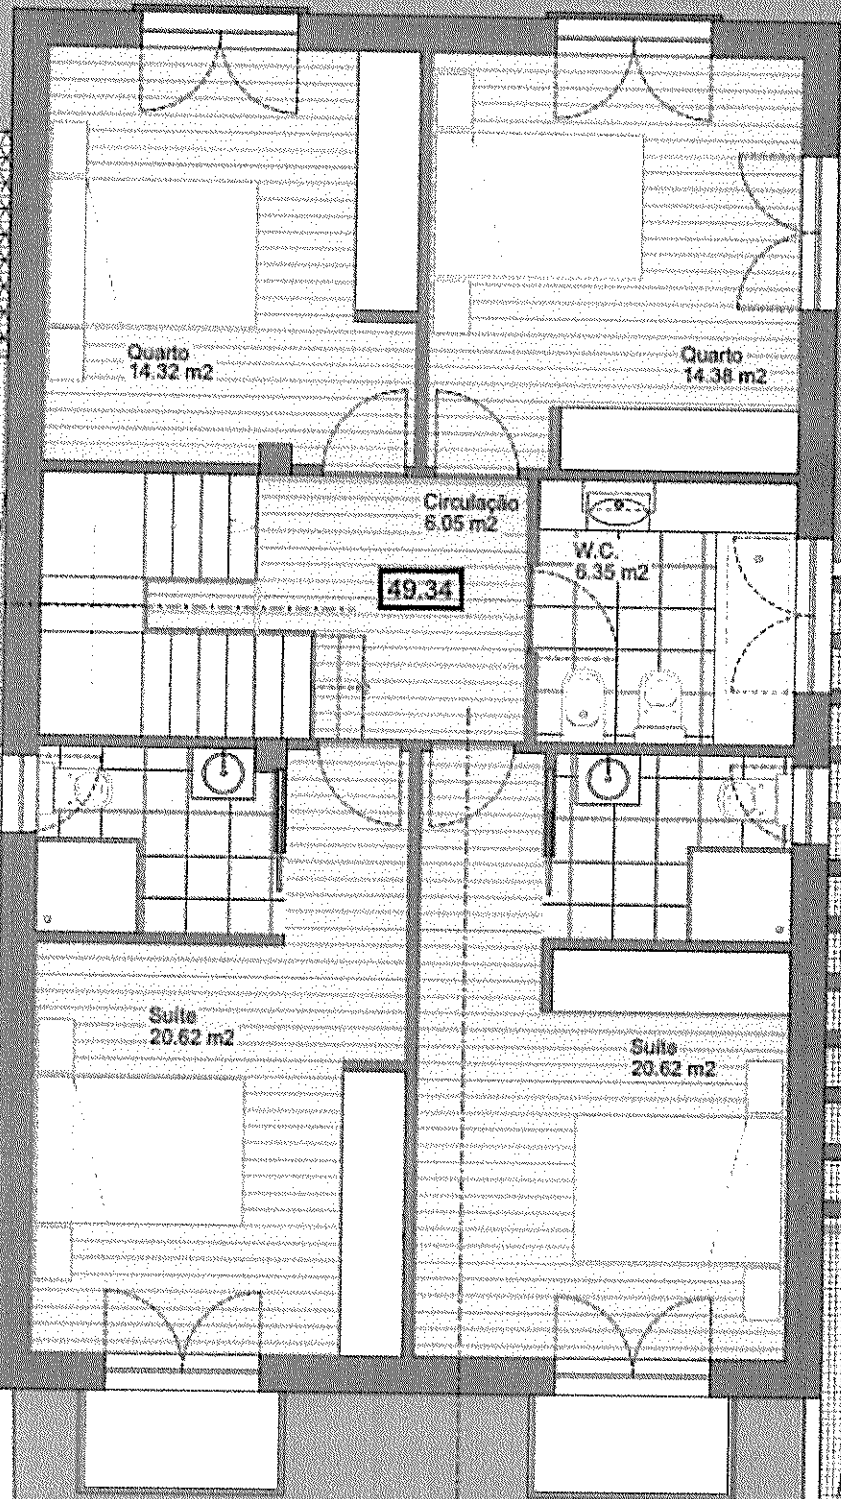 Quarto
14.32 m2
Quarto
14.38 m2
Circulação
6.05 m2
W.C.
6.35 m2
49.34
Suite
20.62 m2
Suite
20.62 m2